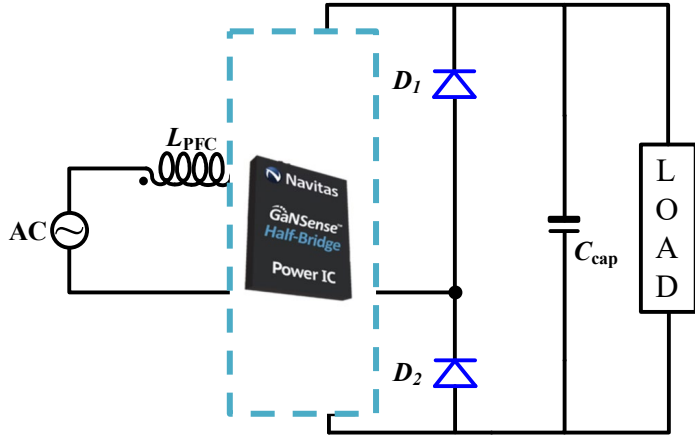 D1
LPFC
Navitas
GaNSense™
Half-Bridge
Power IC
AC
D2
Ccap
L
O
A
D